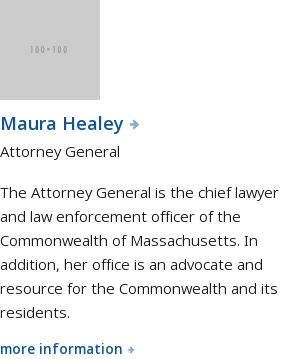 100×100
Maura Healey
Attorney General
The Attorney General is the chief lawyer
and law enforcement officer of the
Commonwealth of Massachusetts. In
addition, her office is an advocate and
resource for the Commonwealth and its
residents.
more information